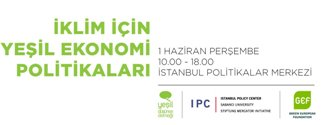 İKLİM İÇİN
YEŞİL EKONOMİ
POLİTİKALARI
1 HAZİRAN PERŞEMBE
10.00 - 18.00
İSTANBUL POLİTİKALAR MERKEZİ
yeşil
düşünce
derneği
IPC
ISTANBUL POLICY CENTER
SABANCI UNIVERSITY
STIFTUNG MERCATOR INITIATIVE
GEF
GREEN EUROPEAN
FOUNDATION